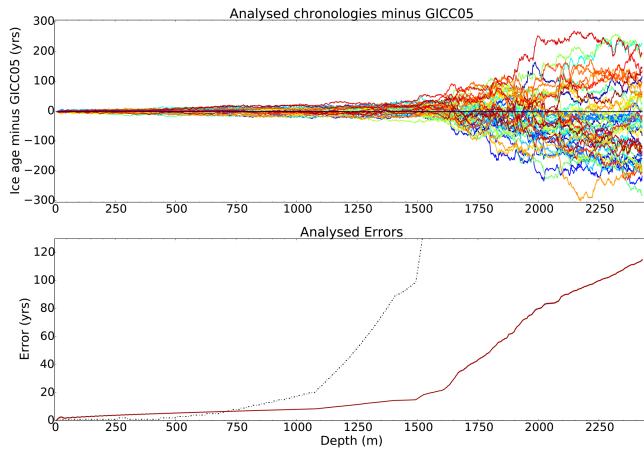 Analysed chronologies minus GICC05
Ice age minus GICC05 (yrs)
300
200
100
0
−100
−200
−300
0 250 500 750 1000 1250 1500 1750 2000 2250
Analysed Errors
Error (yrs)
120
100
80
60
40
20
0
0 250 500 750 1000 1250 1500 1750 2000 2250
Depth (m)